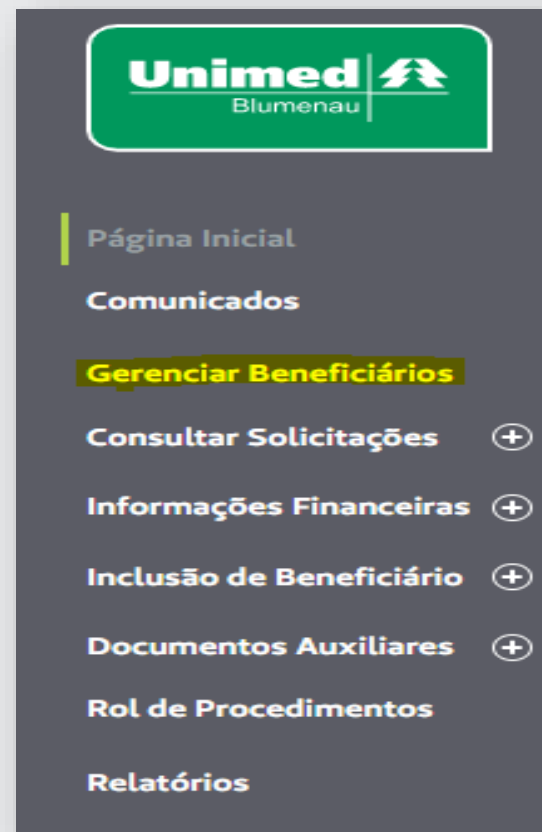 Unimed
Blumenau
Página Inicial
Comunicados
Gerenciar Beneficiários
Consultar Solicitações
Informações Financeiras
Inclusão de Beneficiário
Documentos Auxiliares
Rol de Procedimentos
Relatórios